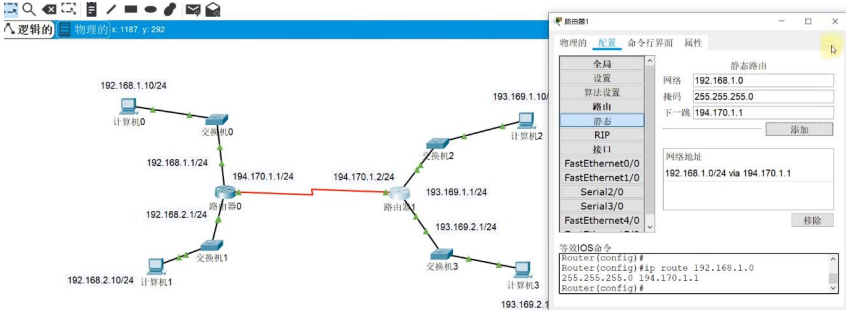 逻辑的
物理的
x: 1187, y: 292
192.168.1.10/24
计算机0
交换机0
192.168.1.1/24
194.170.1.1/24
路由器0
192.168.2.1/24
交换机1
192.168.2.10/24
计算机1
194.170.1.2/24
路由器1
193.169.1.10/
计算机2
交换机2
193.169.1.1/24
193.169.2.1/24
交换机3
计算机3
193.169.2.1
路由器1
物理的 配置 命令行界面 属性
全局
设置
算法设置
路由
静态
RIP
接口
FastEthernet0/0
FastEthernet1/0
Serial2/0
Serial3/0
FastEthernet4/0
静态路由
网络 192.168.1.0
掩码 255.255.255.0
下一跳 194.170.1.1
添加
网络地址
192.168.1.0/24 via 194.170.1.1
移除
等效IOS命令
Router(config)#
Router(config)#ip route 192.168.1.0
255.255.255.0 194.170.1.1
Router(config)#